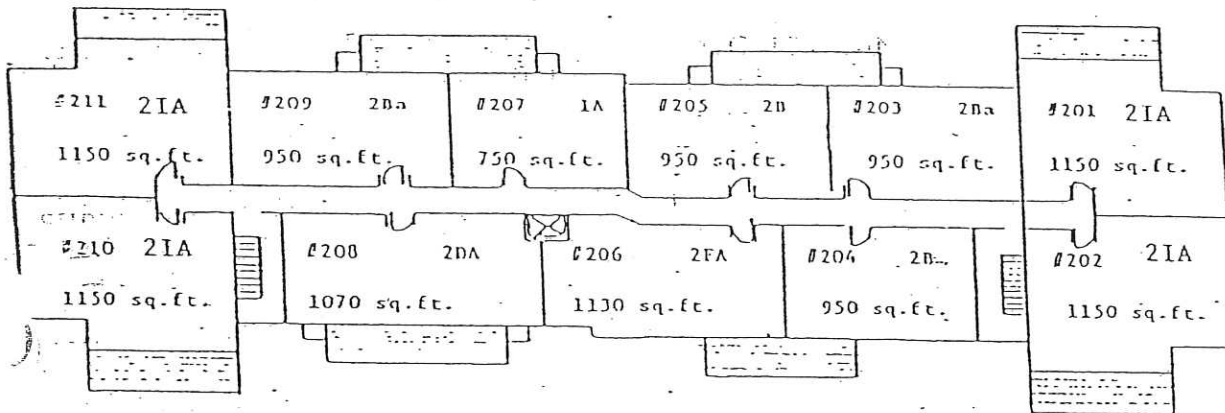 #211 2IA
1150 sq.ft.
#209 2Ba
950 sq.ft.
#207 1A
750 sq.ft.
#205 2B
950 sq.ft.
#203 2Ba
950 sq.ft.
#201 2IA
1150 sq.ft.
#210 2IA
1150 sq.ft.
#208 2DA
1070 sq.ft.
#206 2FA
1130 sq.ft.
#204
950 sq.ft.
#202 2IA
1150 sq.ft.